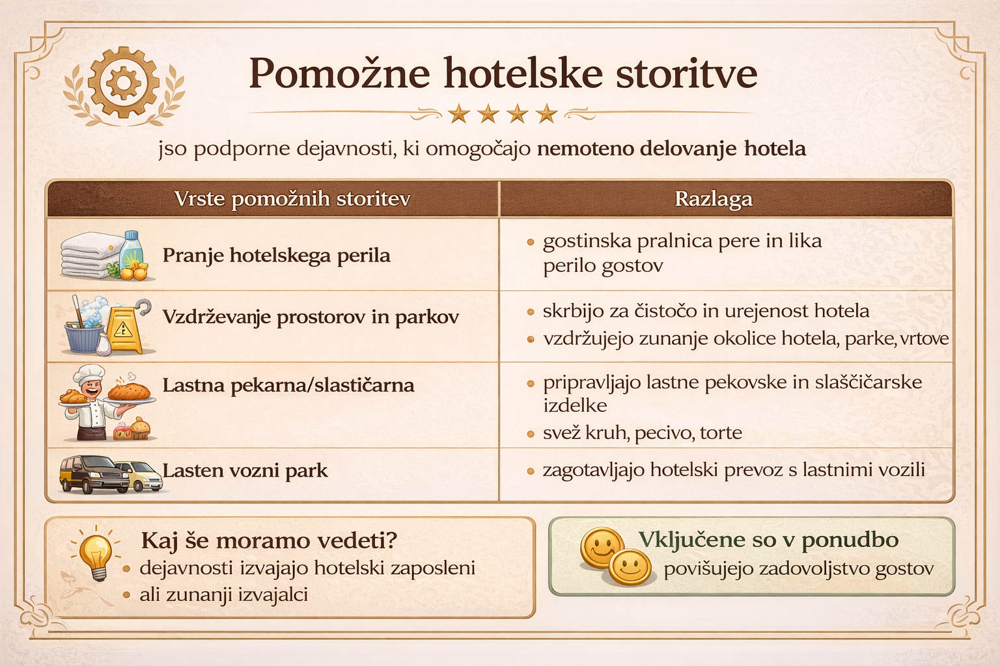 Pomožne hotelske storitve
jso podporne dejavnosti, ki omogočajo nemoteno delovanje hotela
Vrste pomožnih storitev
Razlaga
Pranje hotelskega perila
gostinska pralnica pere in lika
perilo gostov
Vzdrževanje prostorov in parkov
skrbijo za čistočo in urejenost hotela
vzdržujejo zunanje okolice hotela, parke, vrtove
Lastna pekarna/slastičarna
pripravljajo lastne pekovske in slaščičarske
izdelke
svež kruh, pecivo, torte
Lasten vozni park
zagotavljajo hotelski prevoz s lastnimi vozili
Kaj še moramo vedeti?
dejavnosti izvajajo hotelski zaposleni
ali zunanji izvajalci
Vključene so v ponudbo
povišujejo zadovoljstvo gostov